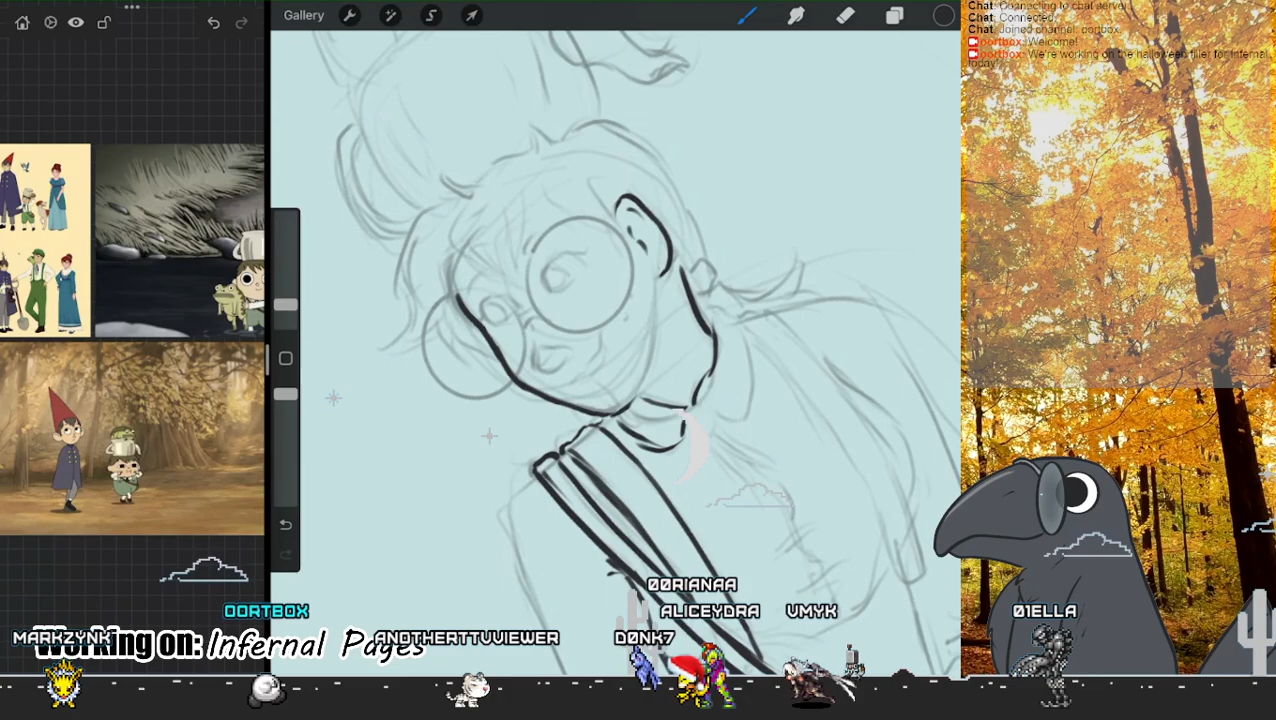 Gallery
Chat: Connecting to chat server..
Chat: Connected
Chat: Joined channel: oortbox.
oortbox: Welcome!
oortbox: We're working on the halloween filler for Infernal
today!
00RIANAA
OORTBOX
ALICEYDRA
VMYK
01ELLA
MARKZYNK
Working on: Infernal Pages
ANOTHERTTVVIEWER
D0NK7